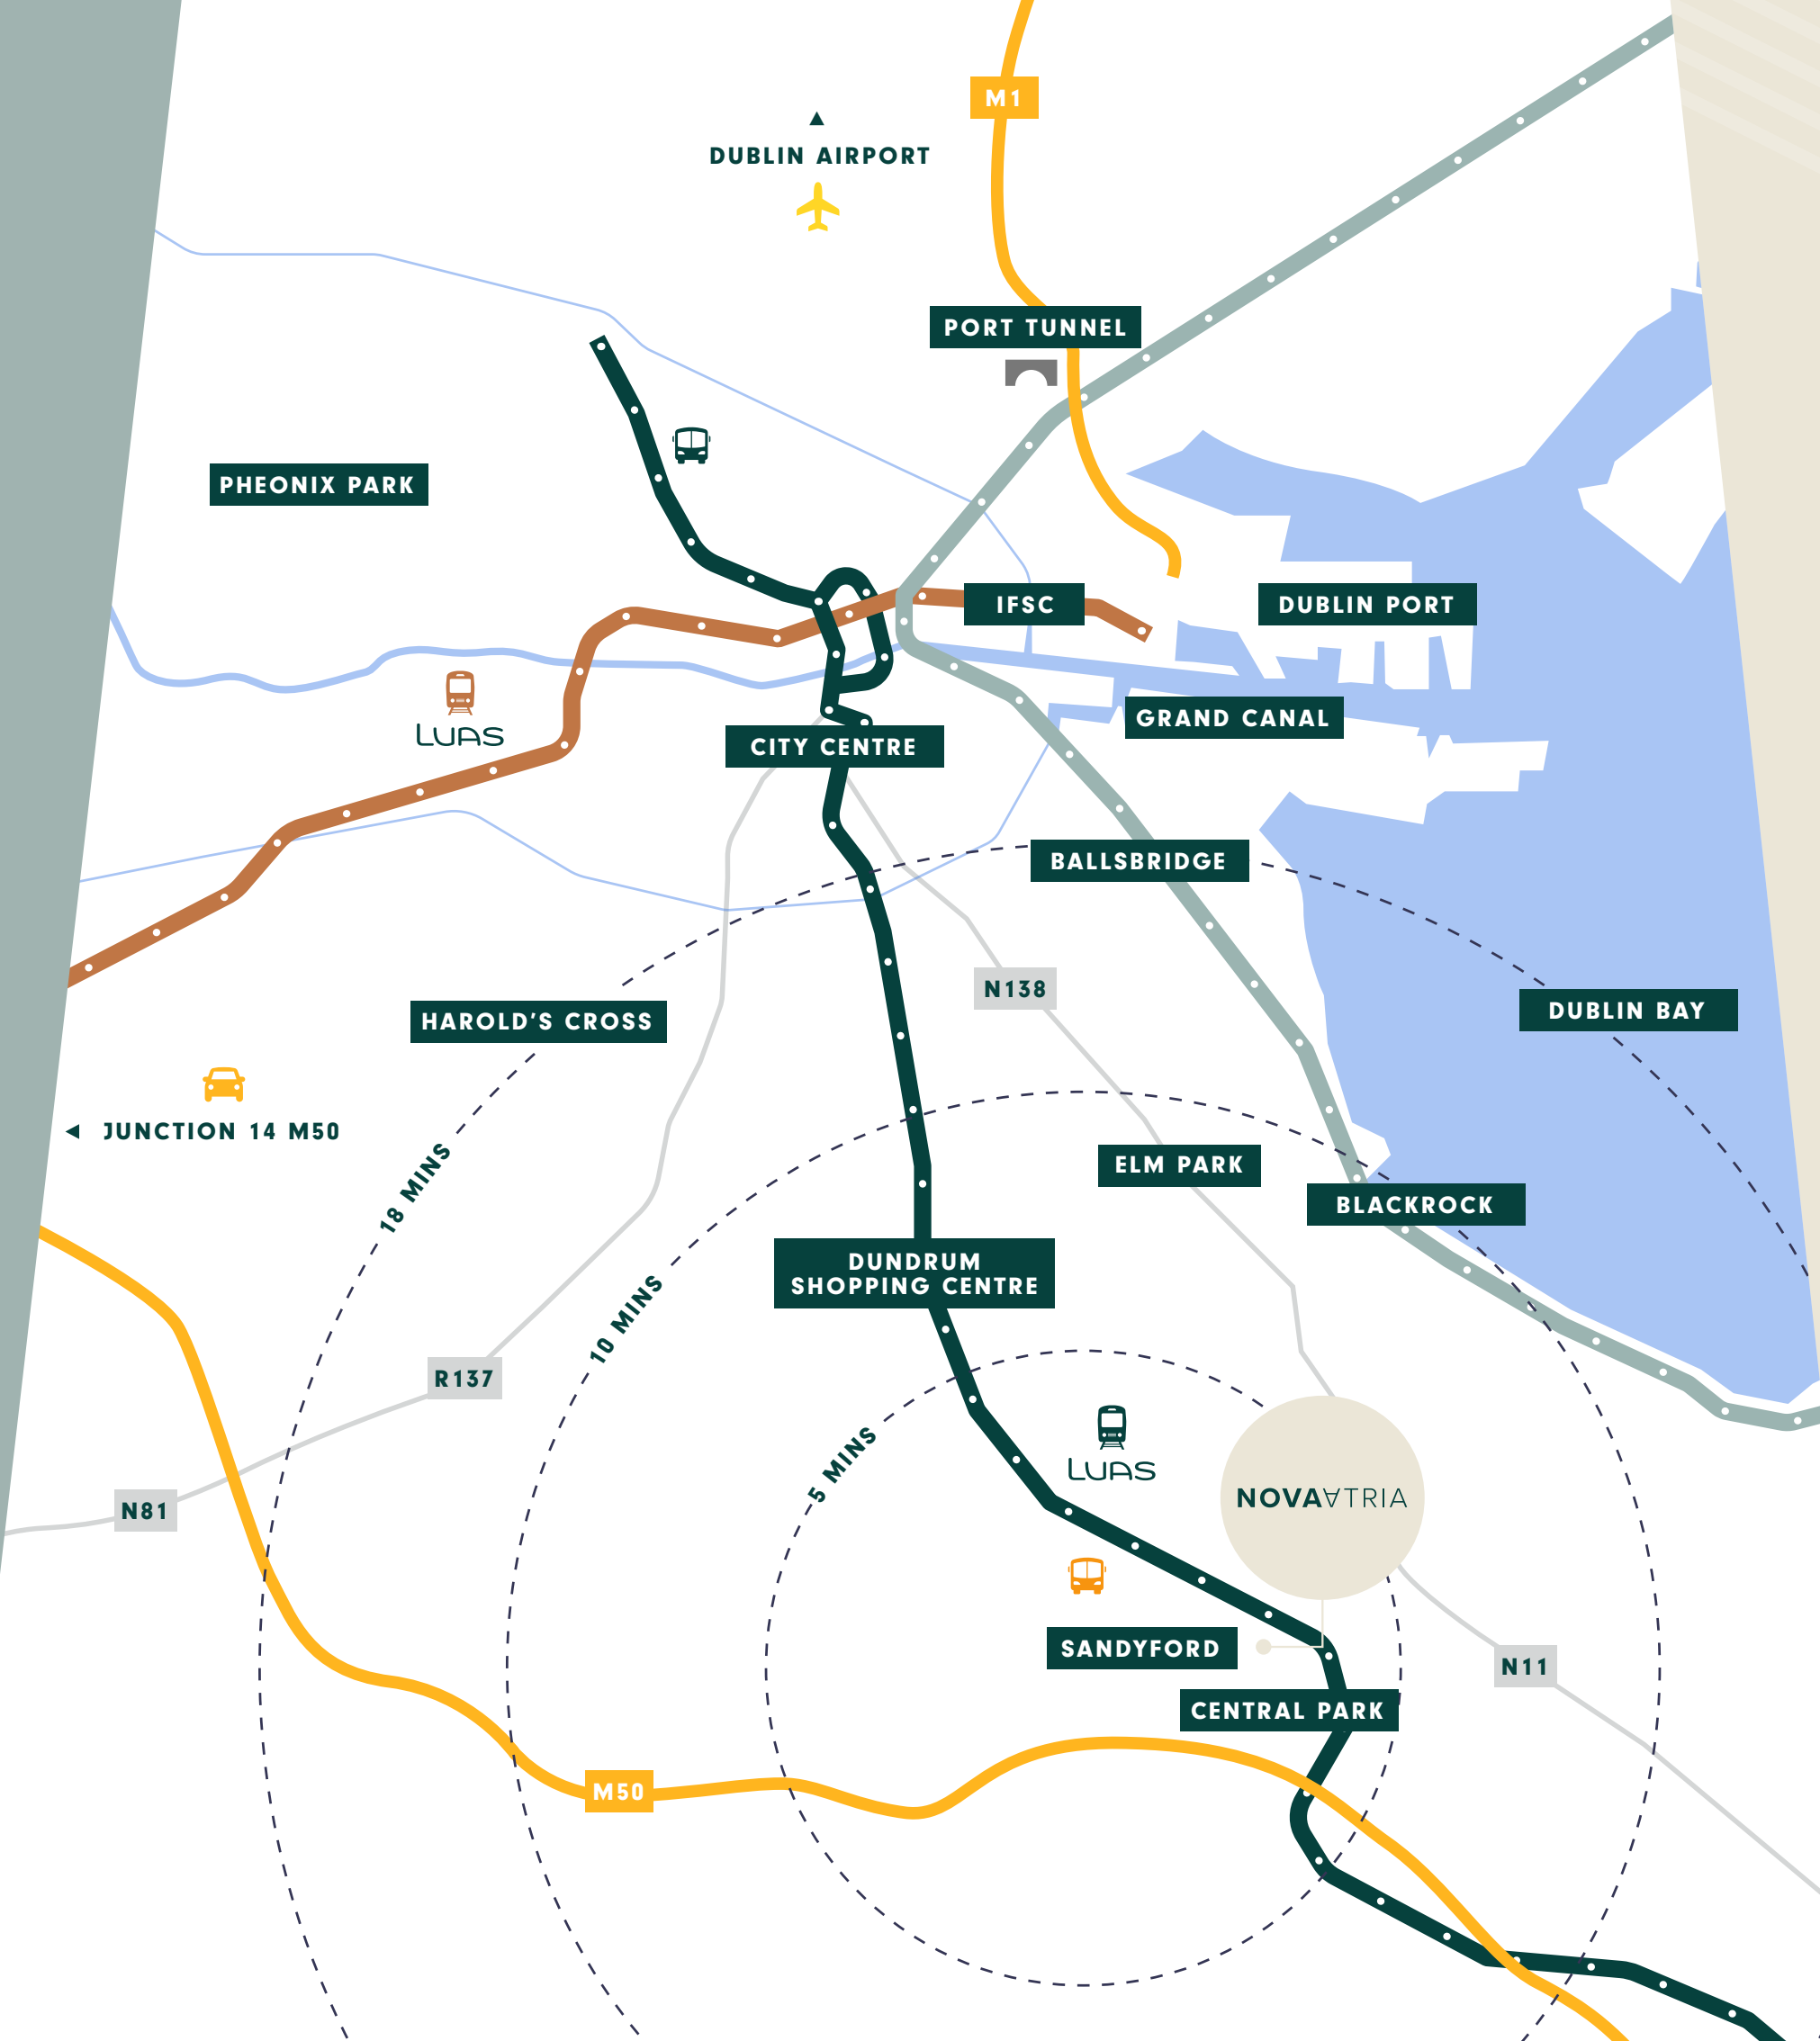 M1
DUBLIN AIRPORT
PORT TUNNEL
PHEONIX PARK
IFSC
DUBLIN PORT
LUAS
GRAND CANAL
CITY CENTRE
BALLSBRIDGE
N138
DUBLIN BAY
HAROLD'S CROSS
JUNCTION 14 M50
18 MINS
ELM PARK
BLACKROCK
DUNDRUM
SHOPPING CENTRE
10 MINS
R137
5 MINS
LUAS
NOVA∀TRIA
N81
SANDYFORD
N11
CENTRAL PARK
M50